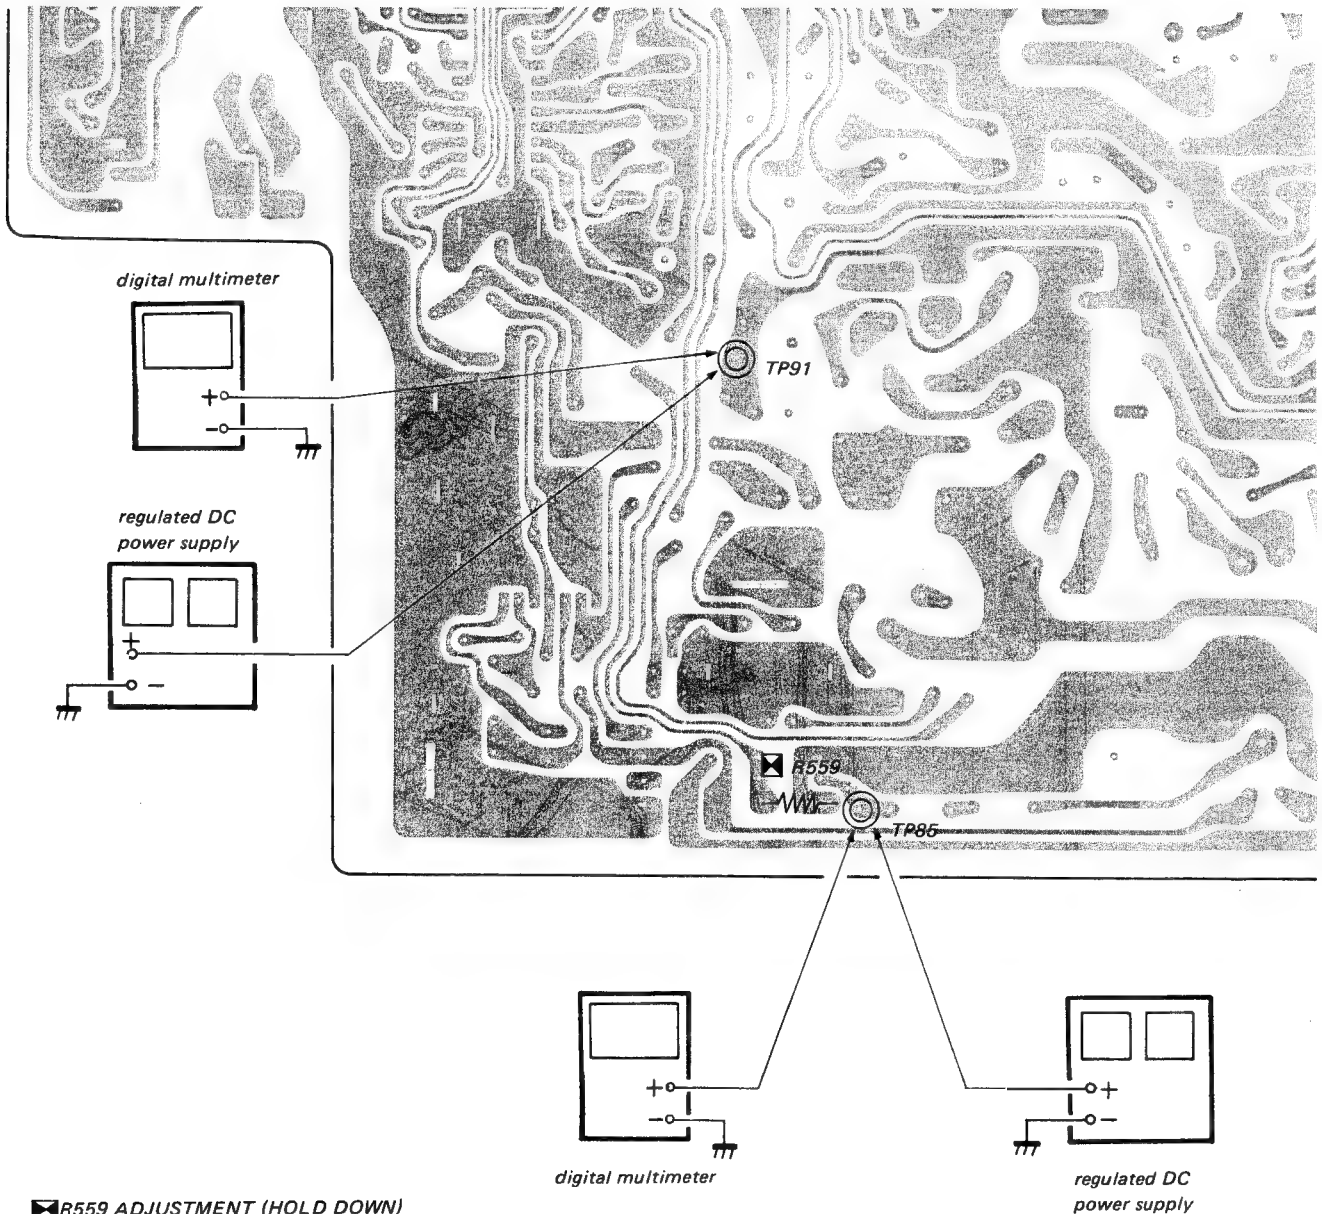 digital multimeter
+
−
TP91
regulated DC
power supply
+
−
R559
TP85
+
−
digital multimeter
+
−
regulated DC
power supply
R559 ADJUSTMENT (HOLD DOWN)